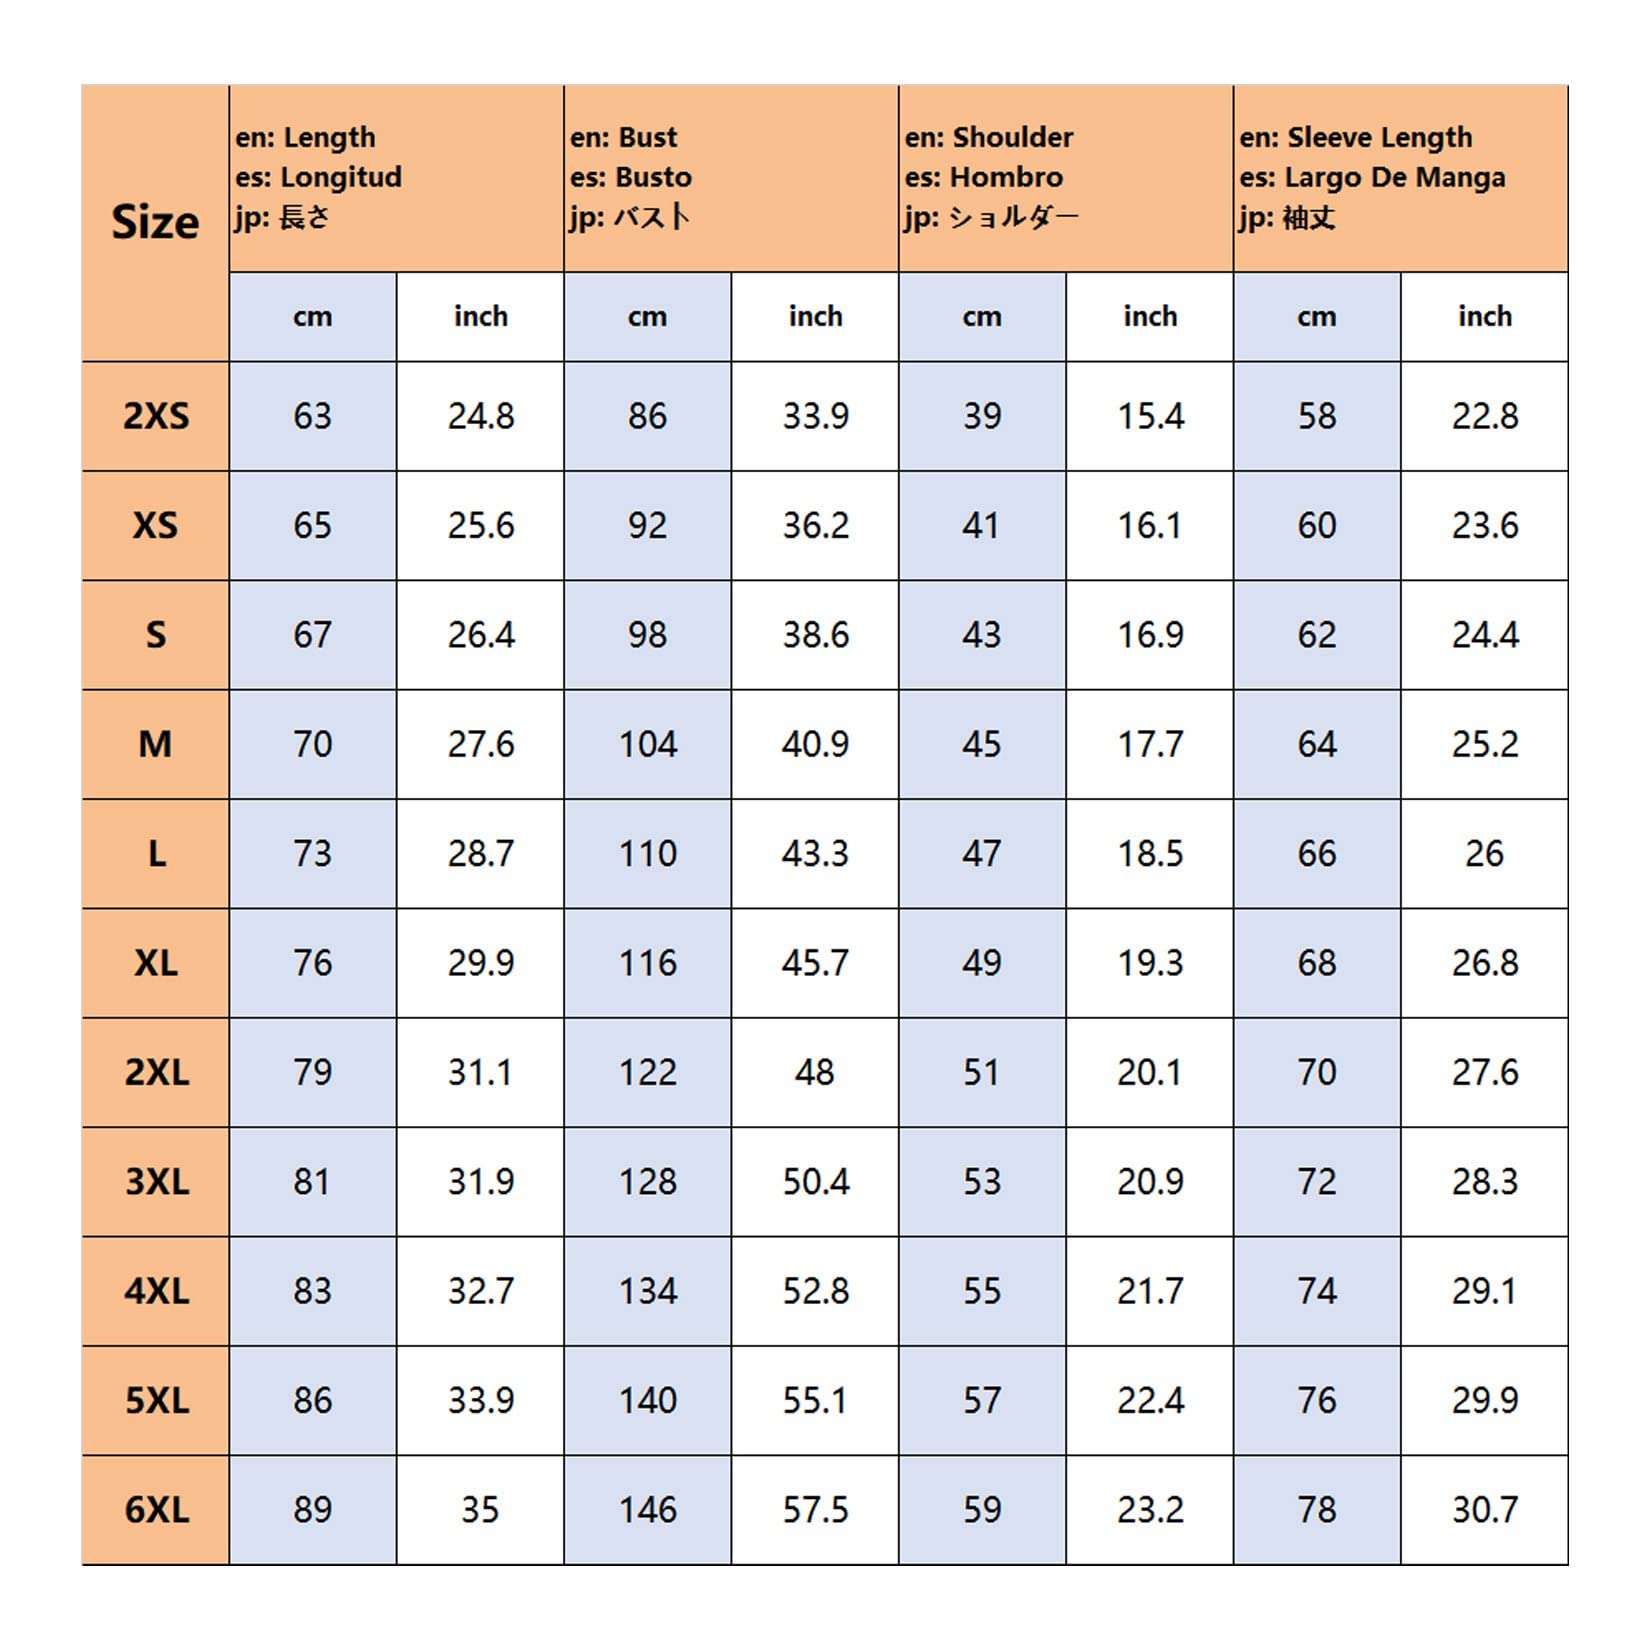 Size
en: Length
es: Longitud
jp: 長さ
en: Bust
es: Busto
jp: バスト
en: Shoulder
es: Hombro
jp: ショルダー
en: Sleeve Length
es: Largo De Manga
jp: 袖丈
cm inch cm inch cm inch cm inch
2XS 63 24.8 86 33.9 39 15.4 58 22.8
XS 65 25.6 92 36.2 41 16.1 60 23.6
S 67 26.4 98 38.6 43 16.9 62 24.4
M 70 27.6 104 40.9 45 17.7 64 25.2
L 73 28.7 110 43.3 47 18.5 66 26
XL 76 29.9 116 45.7 49 19.3 68 26.8
2XL 79 31.1 122 48 51 20.1 70 27.6
3XL 81 31.9 128 50.4 53 20.9 72 28.3
4XL 83 32.7 134 52.8 55 21.7 74 29.1
5XL 86 33.9 140 55.1 57 22.4 76 29.9
6XL 89 35 146 57.5 59 23.2 78 30.7